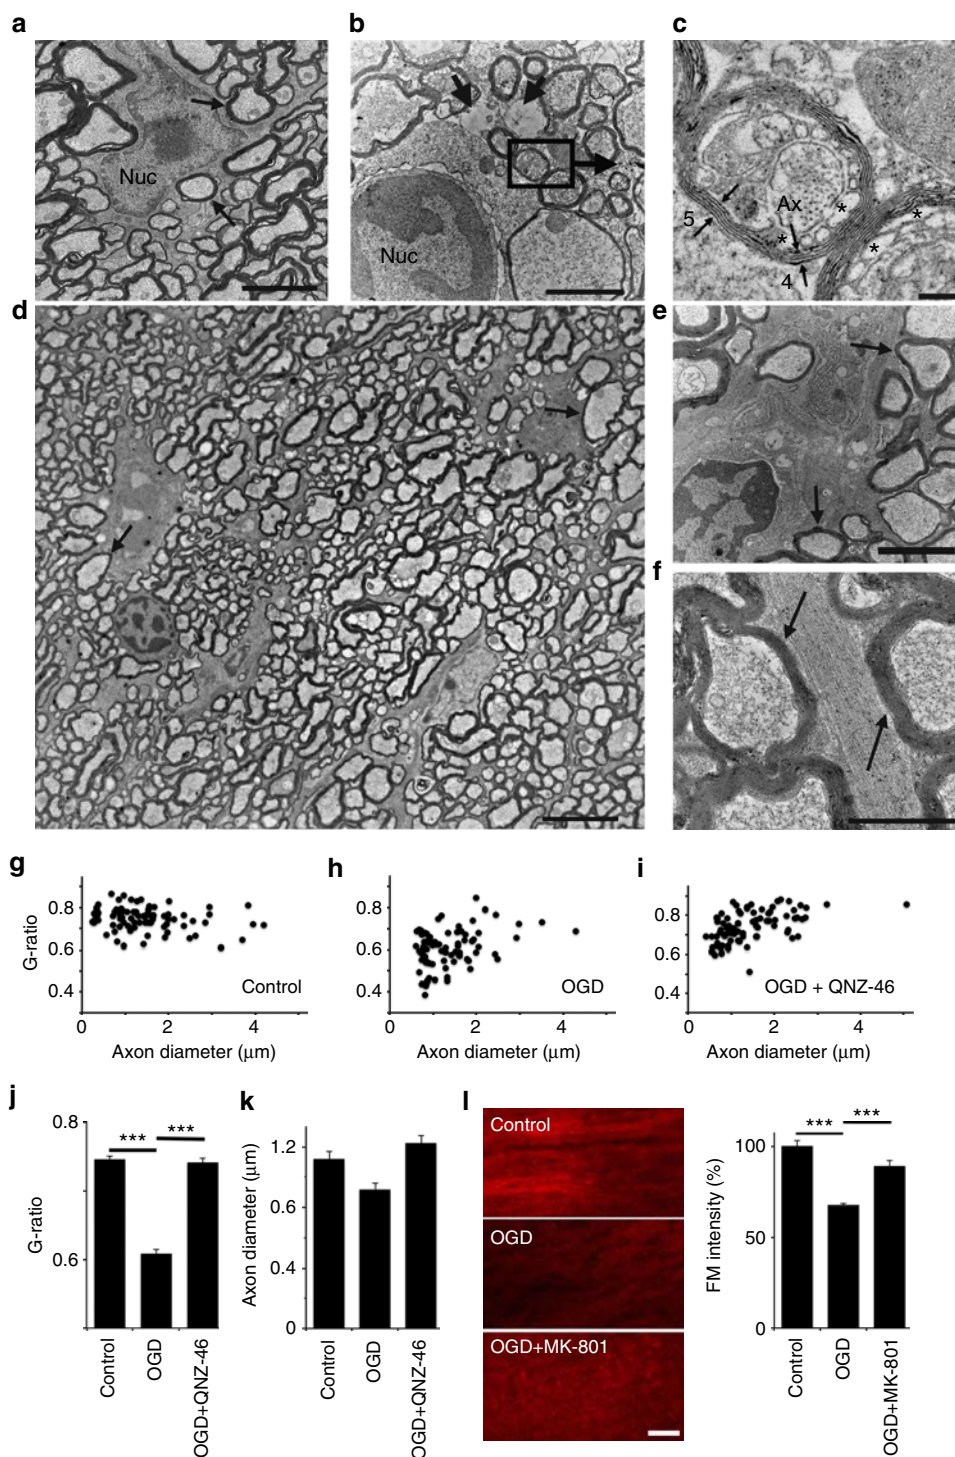 a
b
c
Nuc
Nuc
Ax
5
4
*
*
*
*
d
e
f
g
h
i
G-ratio
0.8
0.6
0.4
0
2
4
Control
Axon diameter (μm)
0.8
0.6
0.4
0
2
4
OGD
Axon diameter (μm)
0.8
0.6
0.4
0
2
4
OGD + QNZ-46
Axon diameter (μm)
j
k
l
G-ratio
0.8
0.6
***
***
Control
OGD
OGD+QNZ-46
Axon diameter (μm)
1.2
0.6
0.4
0
Control
OGD
OGD+QNZ-46
Control
OGD
OGD+MK-801
FM intensity (%)
100
50
0
***
***
Control
OGD
OGD+MK-801